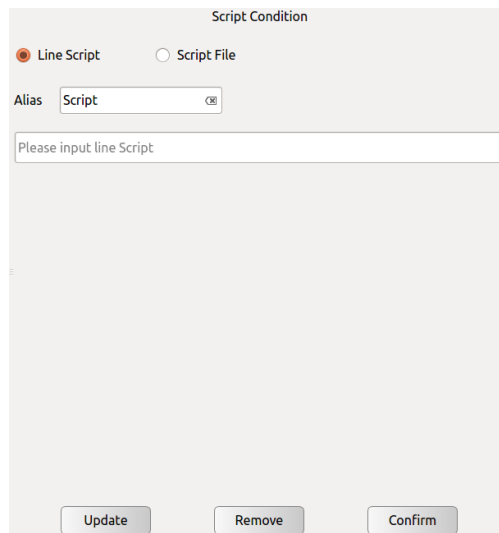 Script Condition
Line Script Script File
Alias Script
Please input line Script
Update Remove Confirm